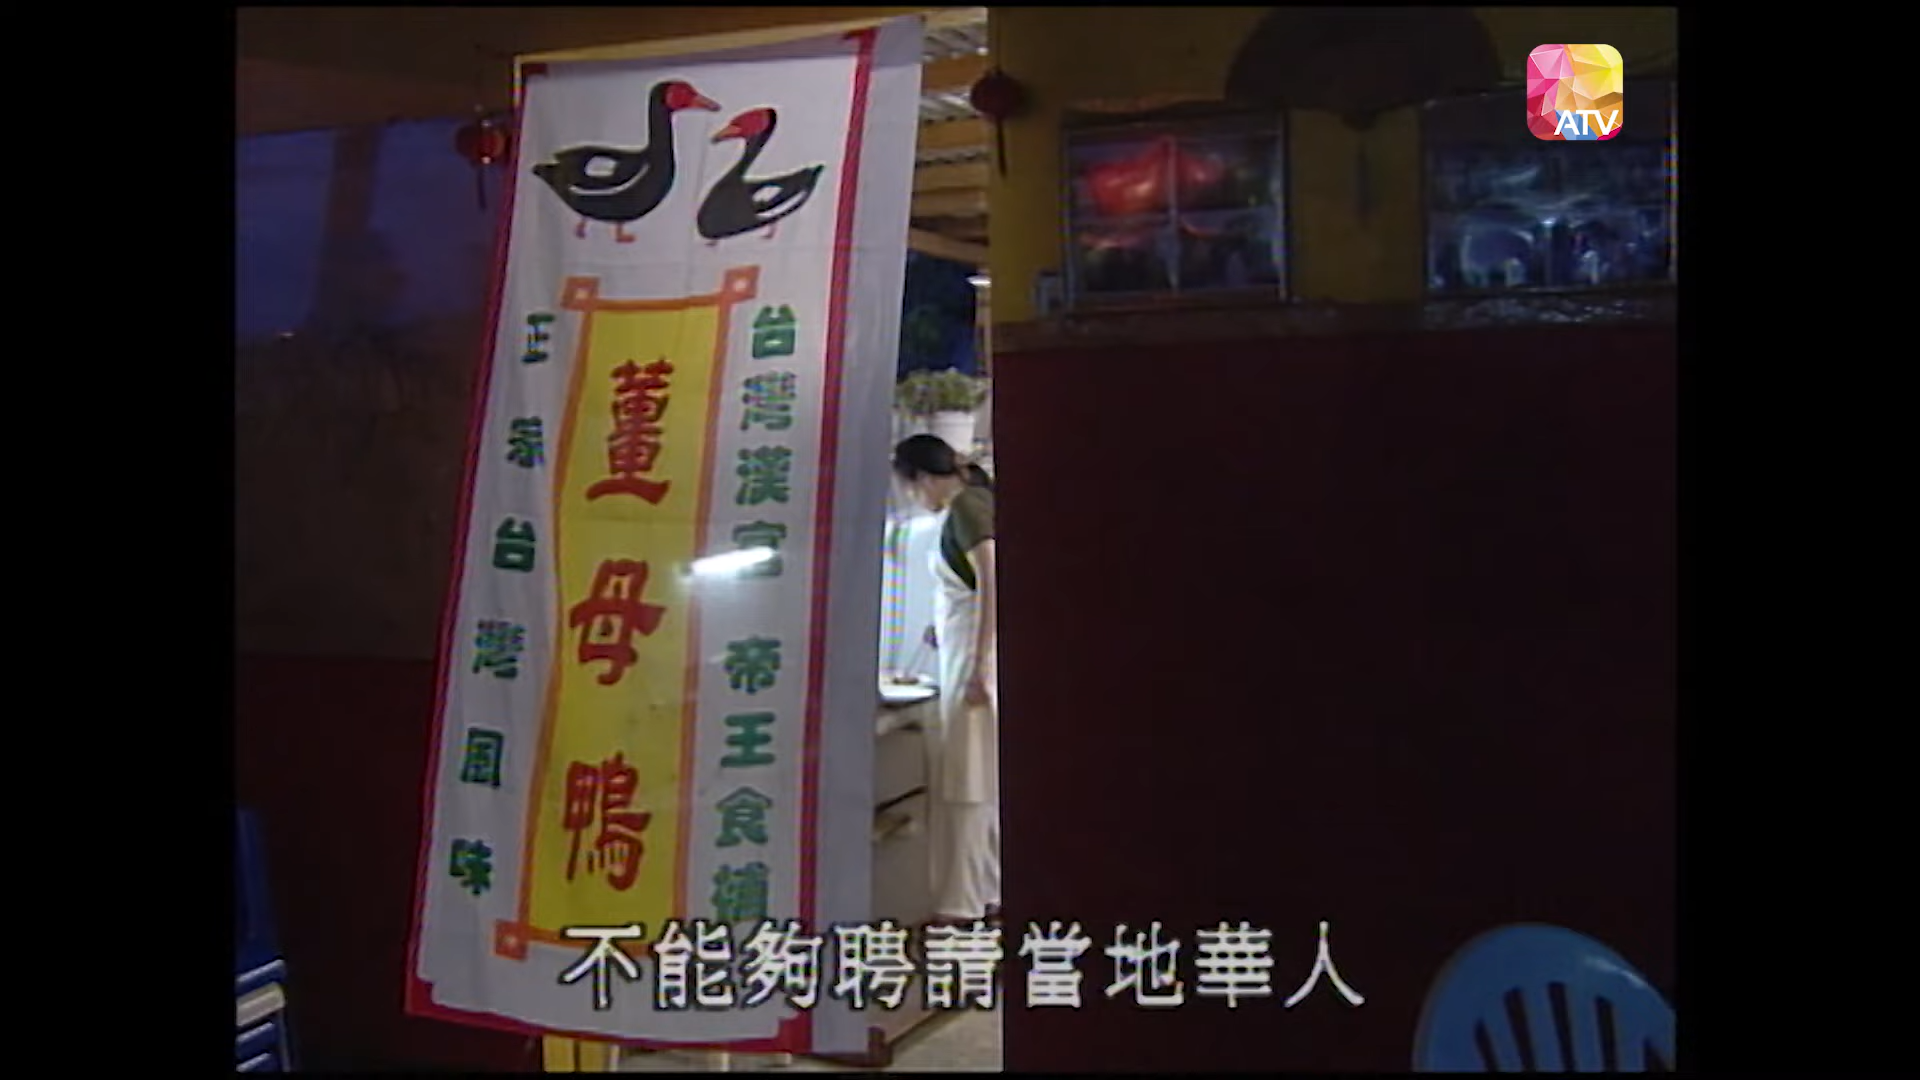 ATV
台灣漢宮 帝王食補
薑母鴨
正宗台灣風味
不能夠聘請當地華人